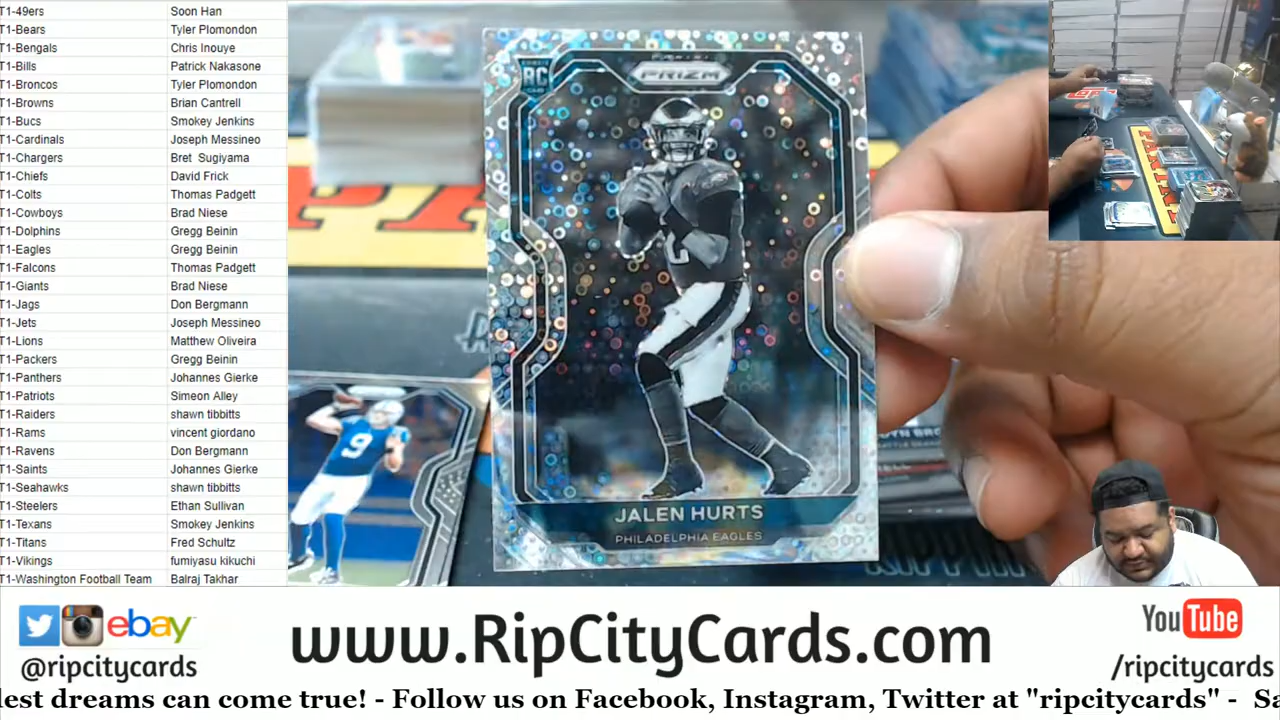 T1-49ers Soon Han
T1-Bears Tyler Plomondon
T1-Bengals Chris Inouye
T1-Bills Patrick Nakasone
T1-Broncos Tyler Plomondon
T1-Browns Brian Cantrell
T1-Bucs Smokey Jenkins
T1-Cardinals Joseph Messineo
T1-Chargers Bret Sugiyama
T1-Chiefs David Frick
T1-Colts Thomas Padgett
T1-Cowboys Brad Niese
T1-Dolphins Gregg Beinin
T1-Eagles Gregg Beinin
T1-Falcons Thomas Padgett
T1-Giants Brad Niese
T1-Jags Don Bergmann
T1-Jets Joseph Messineo
T1-Lions Matthew Oliveira
T1-Packers Gregg Beinin
T1-Panthers Johannes Gierke
T1-Patriots Simeon Alley
T1-Raiders shawn tibbitts
T1-Rams vincent giordano
T1-Ravens Don Bergmann
T1-Saints Johannes Gierke
T1-Seahawks shawn tibbitts
T1-Steelers Ethan Sullivan
T1-Texans Smokey Jenkins
T1-Titans Fred Schultz
T1-Vikings fumiyasu kikuchi
T1-Washington Football Team Balraj Takhar
RC
PRIZM
9
JALEN HURTS
PHILADELPHIA EAGLES
ebay
@ripcitycards
www.RipCityCards.com
YouTube
/ripcitycards
dest dreams can come true! - Follow us on Facebook, Instagram, Twitter at "ripcitycards" - Sa